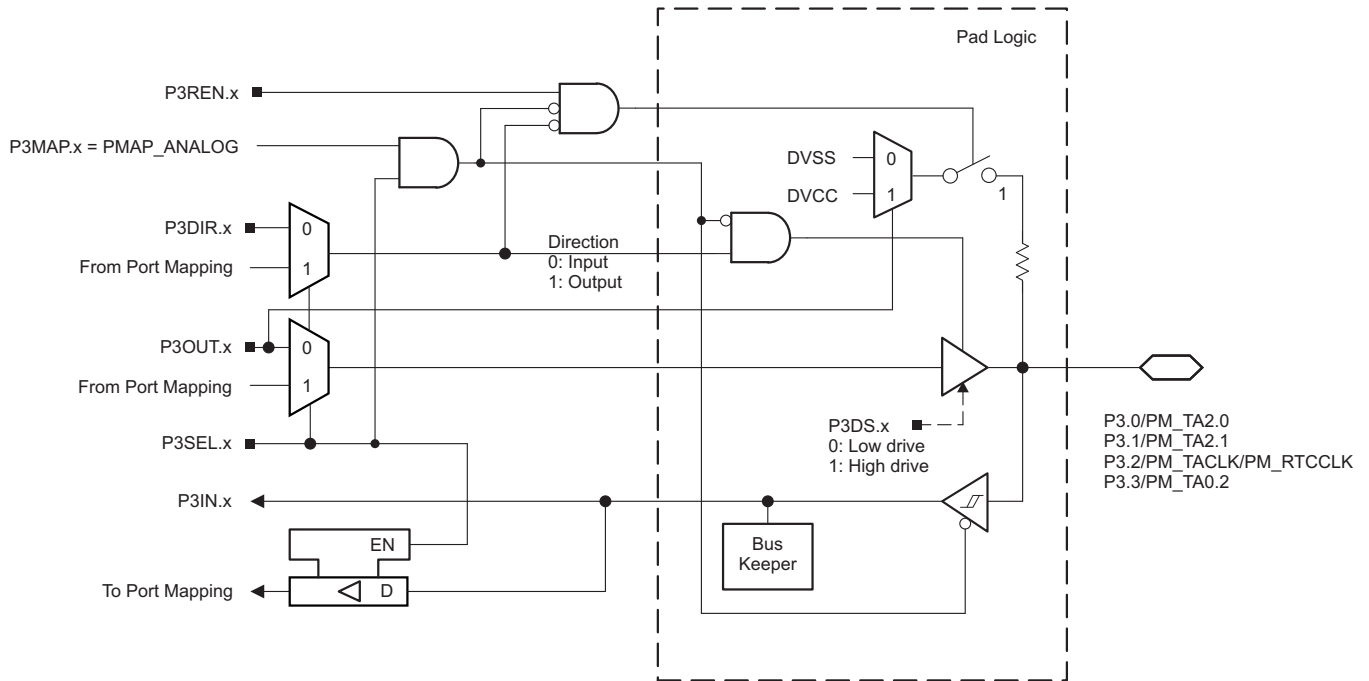 Pad Logic
P3REN.x
P3MAP.x = PMAP_ANALOG
DVSS
0
DVCC
1
1
P3DIR.x
0
From Port Mapping
1
Direction
0: Input
1: Output
P3OUT.x
0
From Port Mapping
1
P3SEL.x
P3DS.x
0: Low drive
1: High drive
P3.0/PM_TA2.0
P3.1/PM_TA2.1
P3.2/PM_TACLK/PM_RTCCLK
P3.3/PM_TA0.2
P3IN.x
Bus
Keeper
EN
To Port Mapping
D